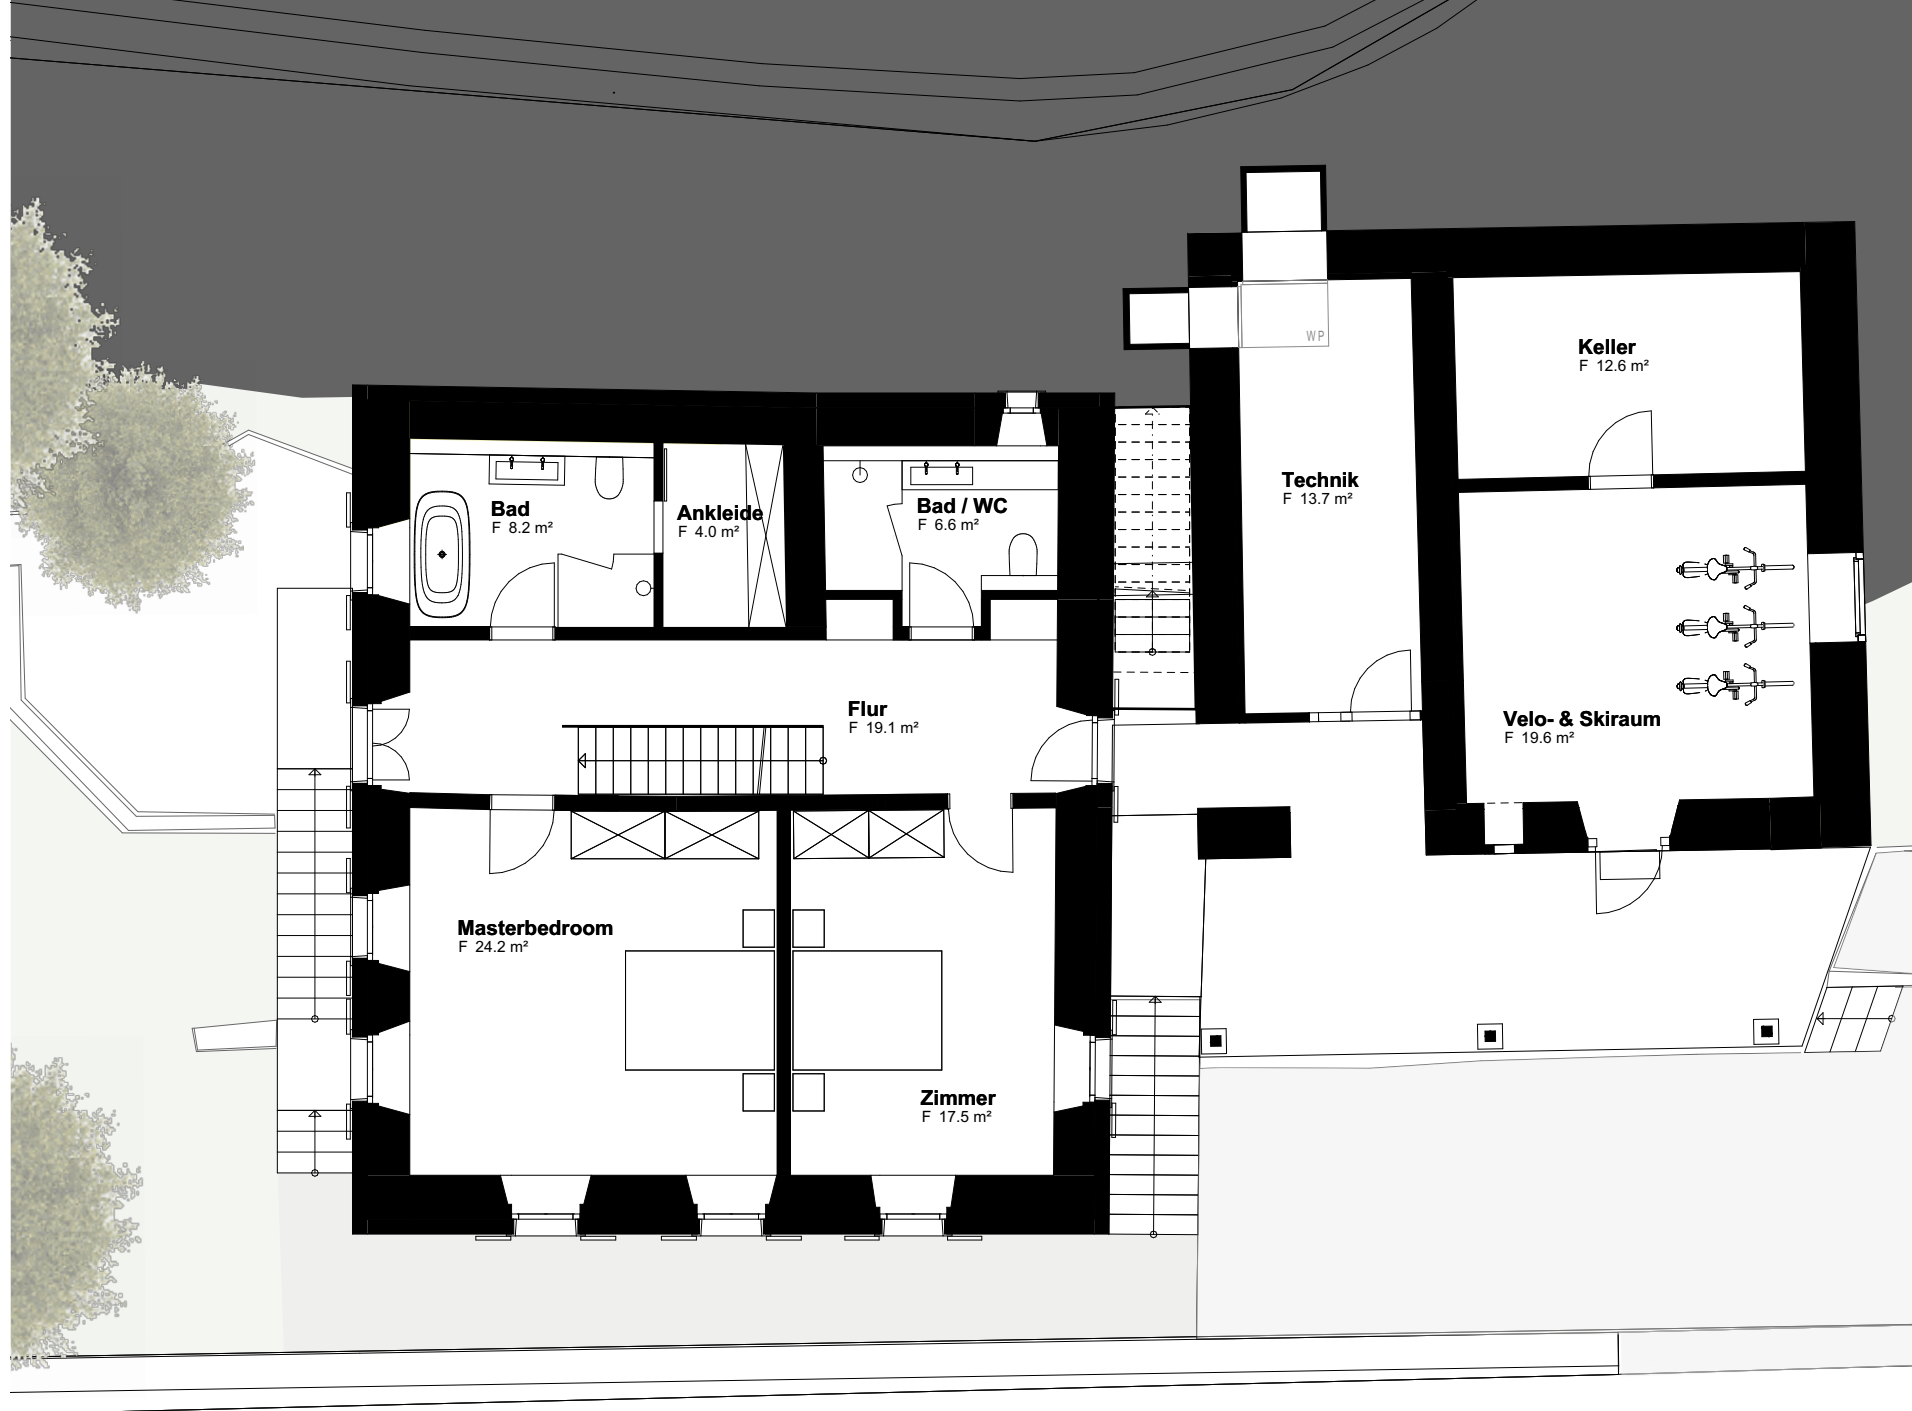 WP
Keller
F 12.6 m²
Technik
F 13.7 m²
Bad
F 8.2 m²
Ankleide
F 4.0 m²
Bad / WC
F 6.6 m²
Flur
F 19.1 m²
Velo- & Skiraum
F 19.6 m²
Masterbedroom
F 24.2 m²
Zimmer
F 17.5 m²